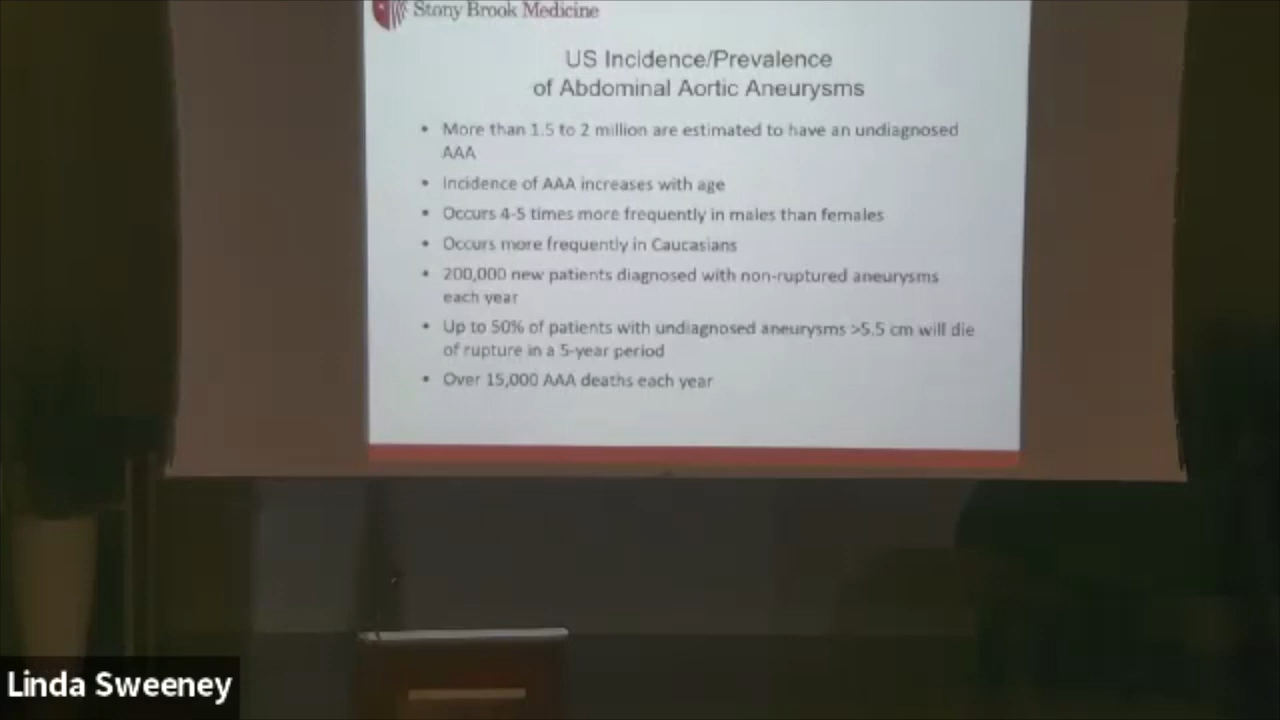 Stony Brook Medicine
US Incidence/Prevalence
of Abdominal Aortic Aneurysms
• More than 1.5 to 2 million are estimated to have an undiagnosed
AAA
• Incidence of AAA increases with age
• Occurs 4-5 times more frequently in males than females
• Occurs more frequently in Caucasians
• 200,000 new patients diagnosed with non-ruptured aneurysms
each year
• Up to 50% of patients with undiagnosed aneurysms >5.5 cm will die
of rupture in a 5-year period
• Over 15,000 AAA deaths each year
Linda Sweeney